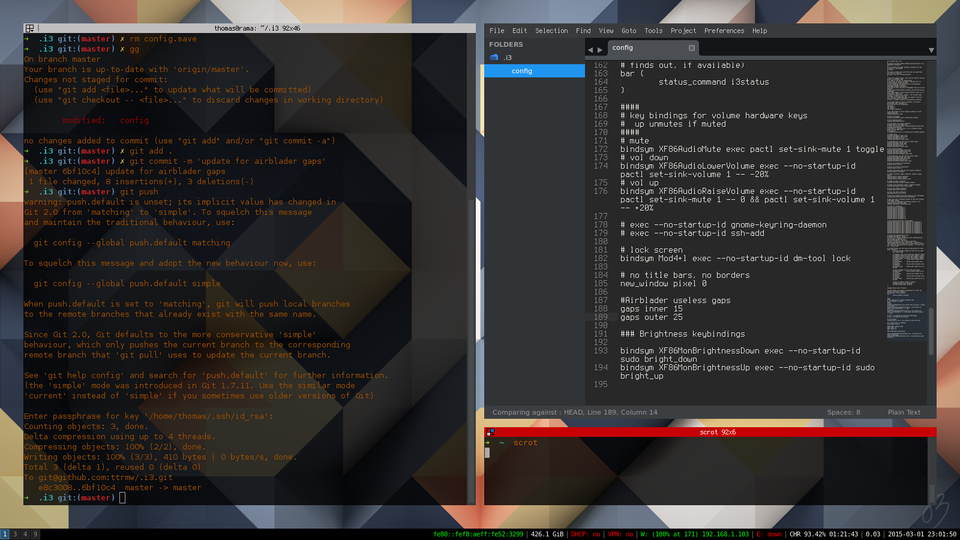 thomas@rama: ~/.i3 92x46
→ .i3 git:(master) ✗ rm config.save
→ .i3 git:(master) ✗ gg
On branch master
Your branch is up-to-date with 'origin/master'.
Changes not staged for commit:
(use "git add <file>..." to update what will be committed)
(use "git checkout -- <file>..." to discard changes in working directory)
modified: config
no changes added to commit (use "git add" and/or "git commit -a")
→ .i3 git:(master) ✗ git add .
→ .i3 git:(master) ✗ git commit -m 'update for airblader gaps'
[master 6bf10c4] update for airblader gaps
1 file changed, 8 insertions(+), 3 deletions(-)
→ .i3 git:(master) git push
warning: push.default is unset; its implicit value has changed in
Git 2.0 from 'matching' to 'simple'. To squelch this message
and maintain the traditional behaviour, use:
git config --global push.default matching
To squelch this message and adopt the new behaviour now, use:
git config --global push.default simple
When push.default is set to 'matching', git will push local branches
to the remote branches that already exist with the same name.
Since Git 2.0, Git defaults to the more conservative 'simple'
behaviour, which only pushes the current branch to the corresponding
remote branch that 'git pull' uses to update the current branch.
See 'git help config' and search for 'push.default' for further information.
(the 'simple' mode was introduced in Git 1.7.11. Use the similar mode
'current' instead of 'simple' if you sometimes use older versions of Git)
Enter passphrase for key '/home/thomas/.ssh/id_rsa':
Counting objects: 3, done.
Delta compression using up to 4 threads.
Compressing objects: 100% (2/2), done.
Writing objects: 100% (3/3), 410 bytes | 0 bytes/s, done.
Total 3 (delta 1), reused 0 (delta 0)
To git@github.com:ttrmw/.i3.git
e8c3008..6bf10c4 master -> master
→ .i3 git:(master)
File Edit Selection Find View Goto Tools Project Preferences Help
FOLDERS
.i3
config
config
162 # finds out, if available)
163 bar {
164 status_command i3status
165 }
166
167 ####
168 # key bindings for volume hardware keys
169 # up unmutes if muted
170 ####
171 # mute
172 bindsym XF86AudioMute exec pactl set-sink-mute 1 toggle
173 # vol down
174 bindsym XF86AudioLowerVolume exec --no-startup-id
pactl set-sink-volume 1 -- -20%
175 # vol up
176 bindsym XF86AudioRaiseVolume exec --no-startup-id
pactl set-sink-mute 1 -- 0 && pactl set-sink-volume 1
-- +20%
177
178 # exec --no-startup-id gnome-keyring-daemon
179 # exec --no-startup-id ssh-add
180
181 # lock screen
182 bindsym Mod4+l exec --no-startup-id dm-tool lock
183
184 # no title bars, no borders
185 new_window pixel 0
186
187 #Airblader useless gaps
188 gaps inner 15
189 gaps outer 25
190
191 ### Brightness keybindings
192
193 bindsym XF86MonBrightnessDown exec --no-startup-id
sudo bright_down
194 bindsym XF86MonBrightnessUp exec --no-startup-id sudo
bright_up
195
Comparing against : HEAD, Line 189, Column 14 Spaces: 8 Plain Text
scrot 92x6
→ ~ scrot
1 3 4 9
fe80::fef8:aeff:fe52:3299 | 426.1 GiB | DHCP: no | VPN: no | W: (100% at 171) 192.168.1.103 | E: down | CHR 93.42% 01:21:43 | 0.03 | 2015-03-01 23:01:50